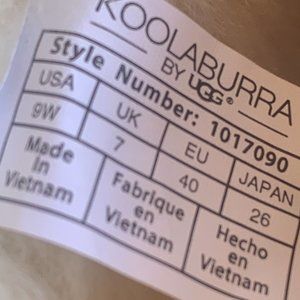 KOOLABURRA
BY UGG®
Style Number: 1017090
USA UK EU JAPAN
9W 7 40 26
Made in Vietnam
Fabrique en Vietnam
Hecho en Vietnam